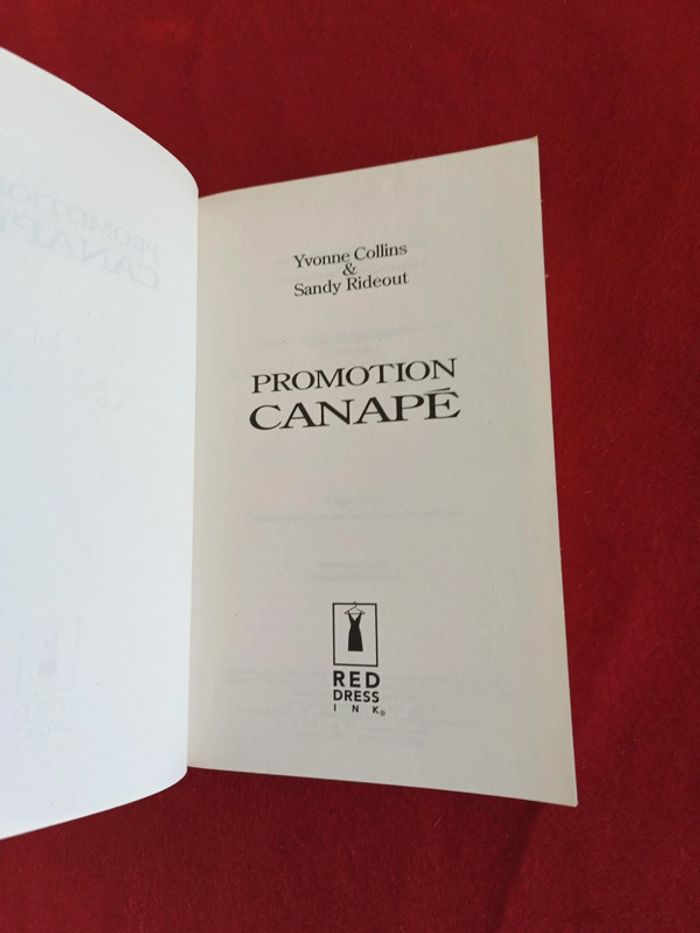 Yvonne Collins
&
Sandy Rideout
PROMOTION
CANAPÉ
RED
DRESS
INK®